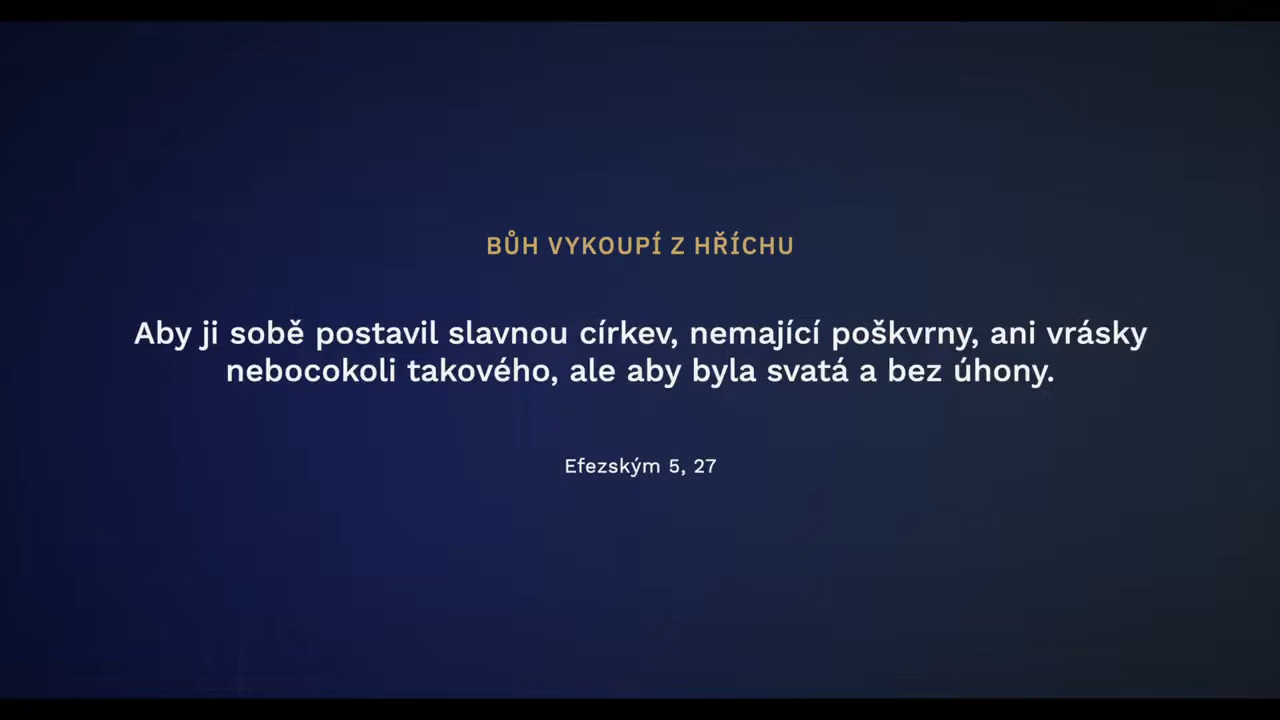 BŮH VYKOUPÍ Z HŘÍCHU
Aby ji sobě postavil slavnou církev, nemající poškvrny, ani vrásky
nebocokoli takového, ale aby byla svatá a bez úhony.
Efezským 5, 27